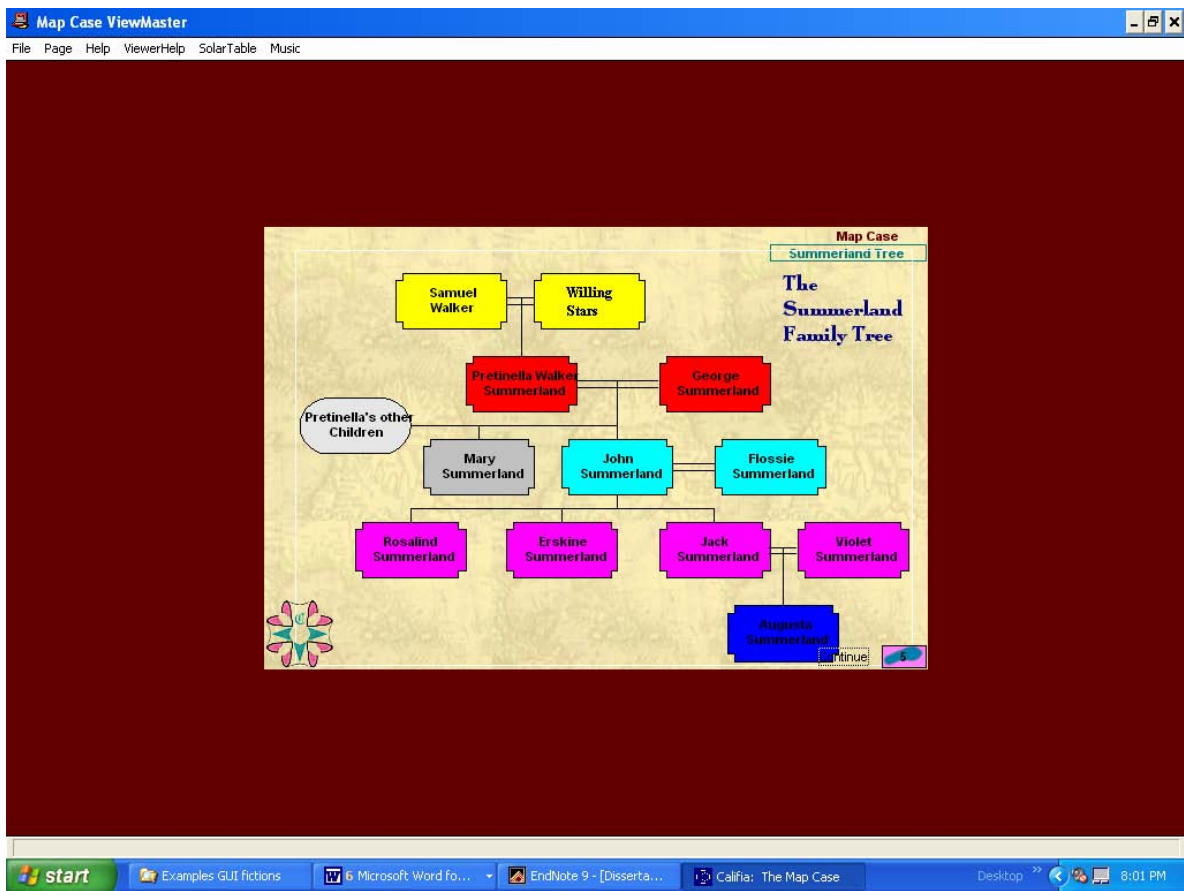 Map Case ViewMaster
File Page Help ViewerHelp SolarTable Music
Map Case
Summerland Tree
The
Summerland
Family Tree
Samuel
Walker
Willing
Stars
Pretinella Walker
Summerland
George
Summerland
Pretinella's other
Children
Mary
Summerland
John
Summerland
Flossie
Summerland
Rosalind
Summerland
Erskine
Summerland
Jack
Summerland
Violet
Summerland
Augusta
Summerland
ntinue
5
C
start
Examples GUI fictions
6 Microsoft Word fo...
EndNote 9 - [Disserta...
Califia: The Map Case
Desktop
8:01 PM